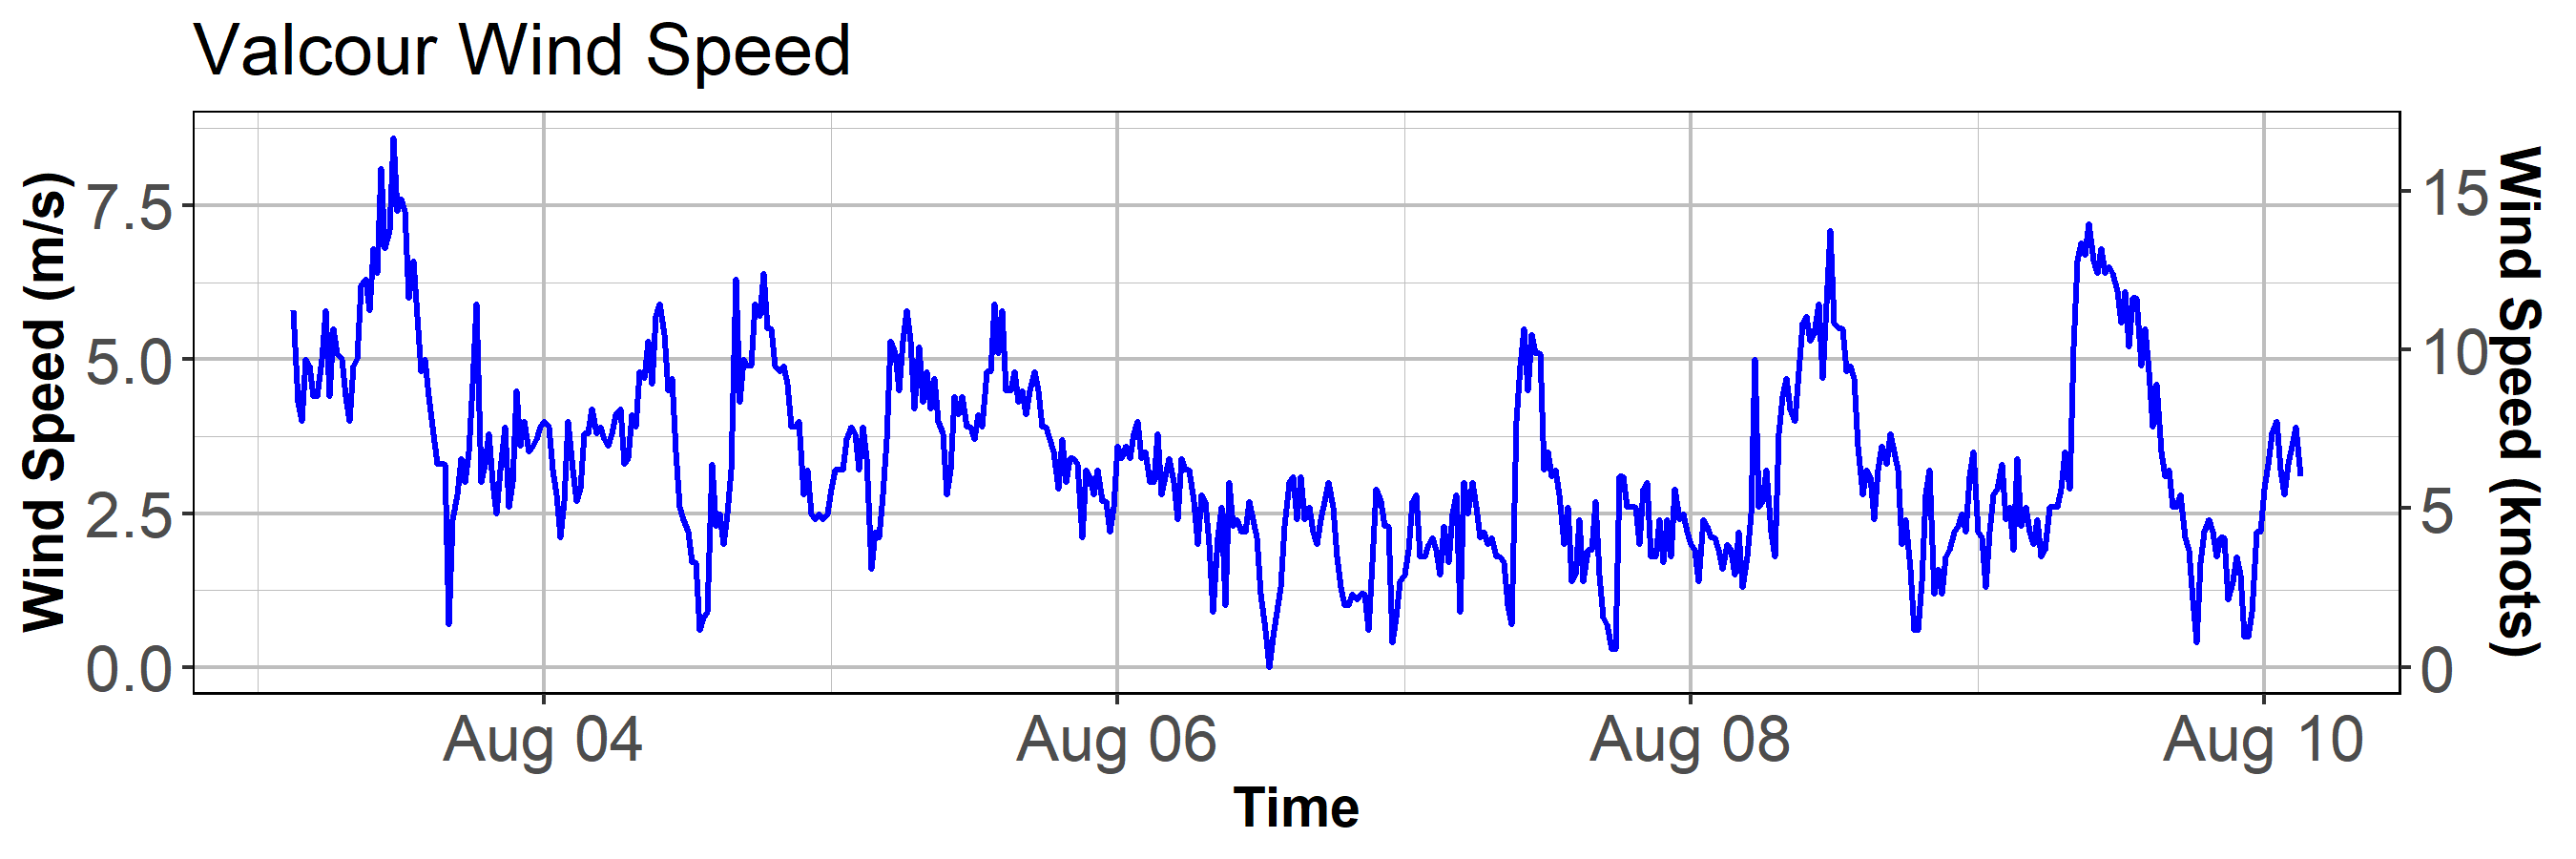 Valcour Wind Speed
Wind Speed (m/s)
7.5
5.0
2.5
0.0
15
10
5
0
Wind Speed (knots)
Aug 04 Aug 06 Aug 08 Aug 10
Time